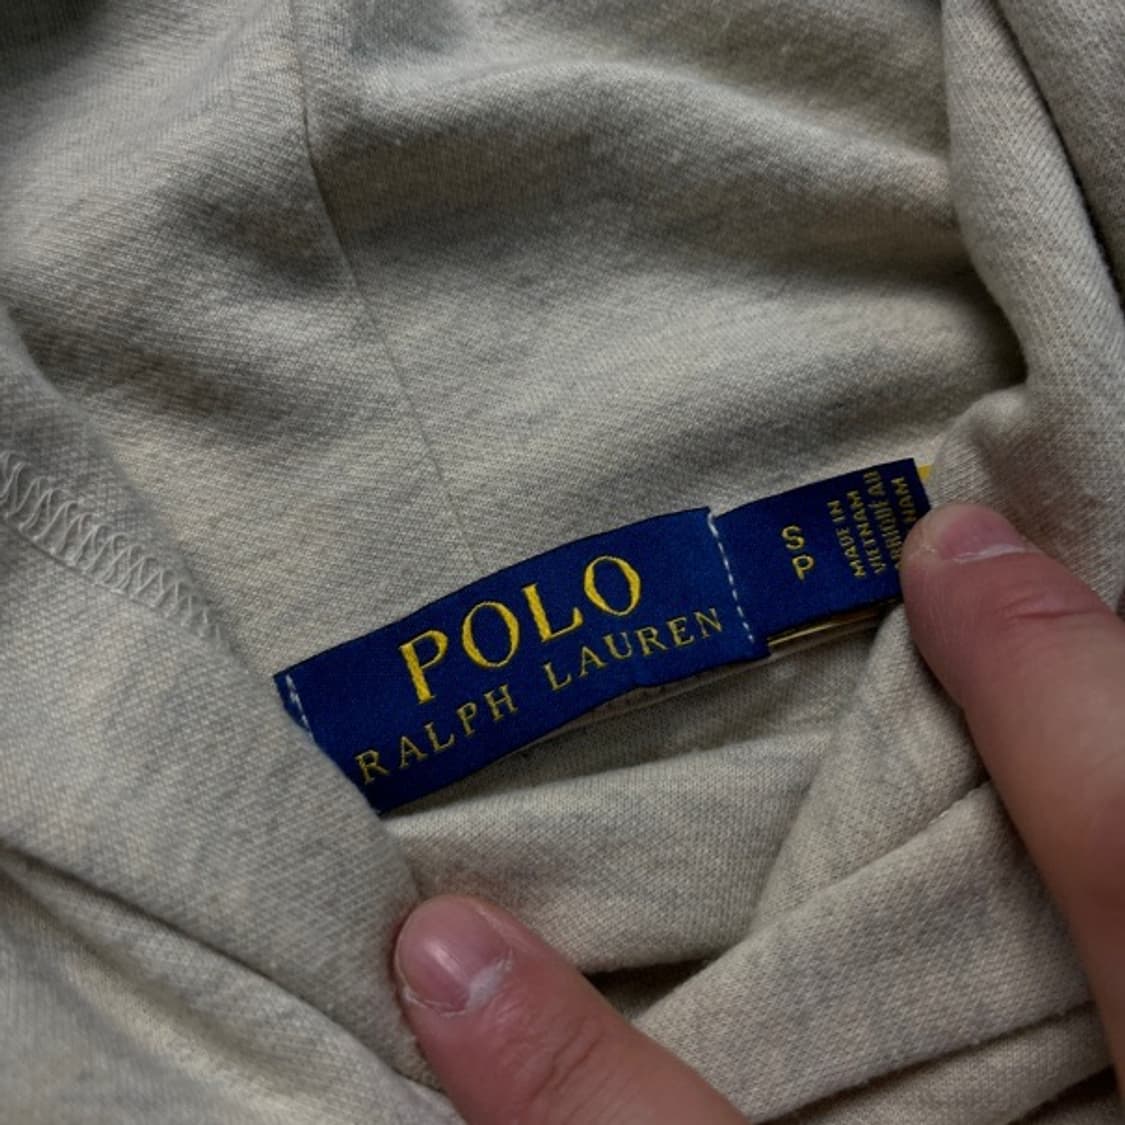 POLO
RALPH LAUREN
S
P
MADE IN
VIETNAM